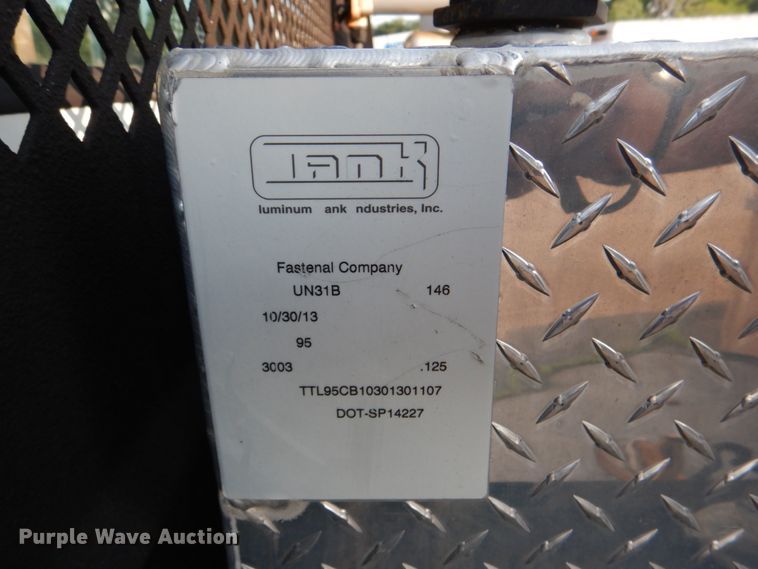 Tank
luminum ank ndustries, Inc.
Fastenal Company
UN31B 146
10/30/13
95
3003 .125
TTL95CB10301301107
DOT-SP14227
Purple Wave Auction